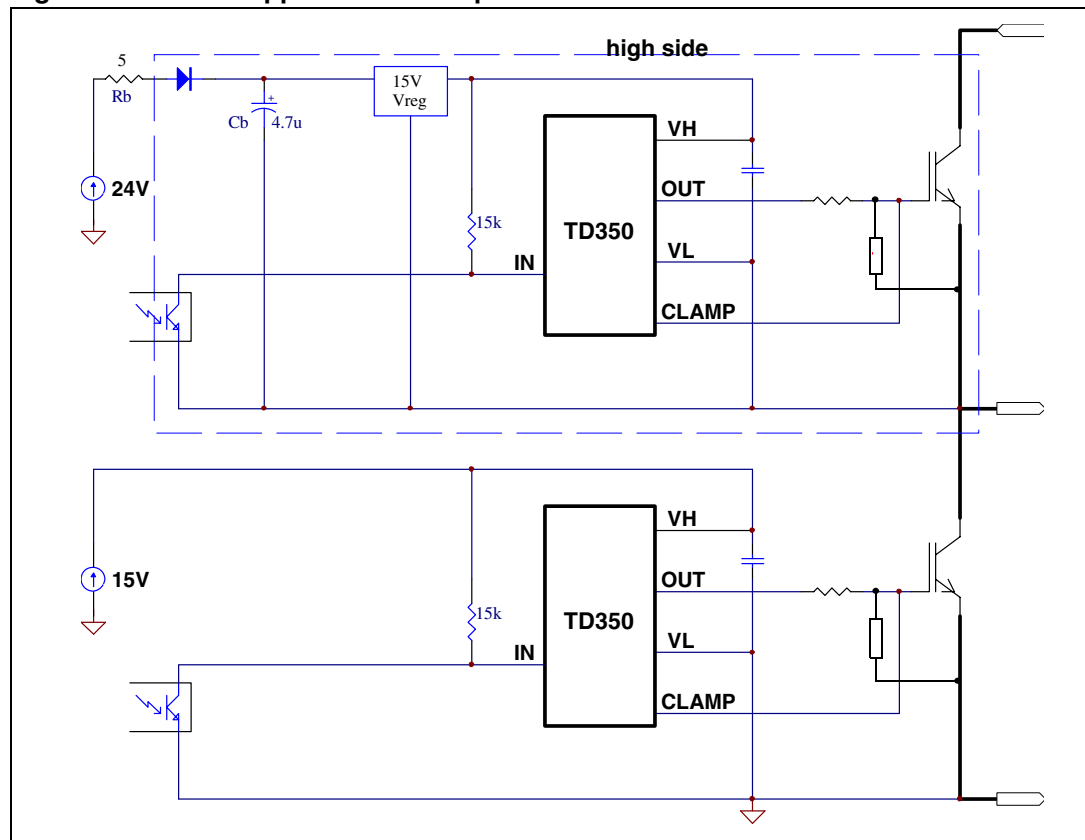 high side
5
Rb
Cb
+
4.7u
15V
Vreg
24V
15k
IN
TD350
VH
OUT
VL
CLAMP
15V
15k
IN
TD350
VH
OUT
VL
CLAMP